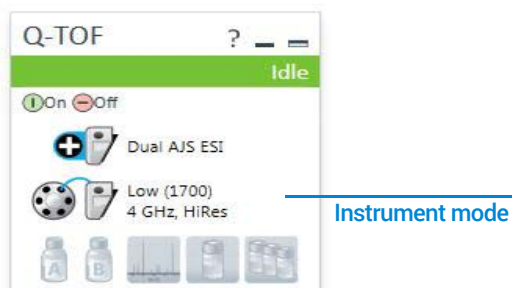 Q-TOF ?
Idle
On Off
Dual AJS ESI
Low (1700)
4 GHz, HiRes
Instrument mode
A B